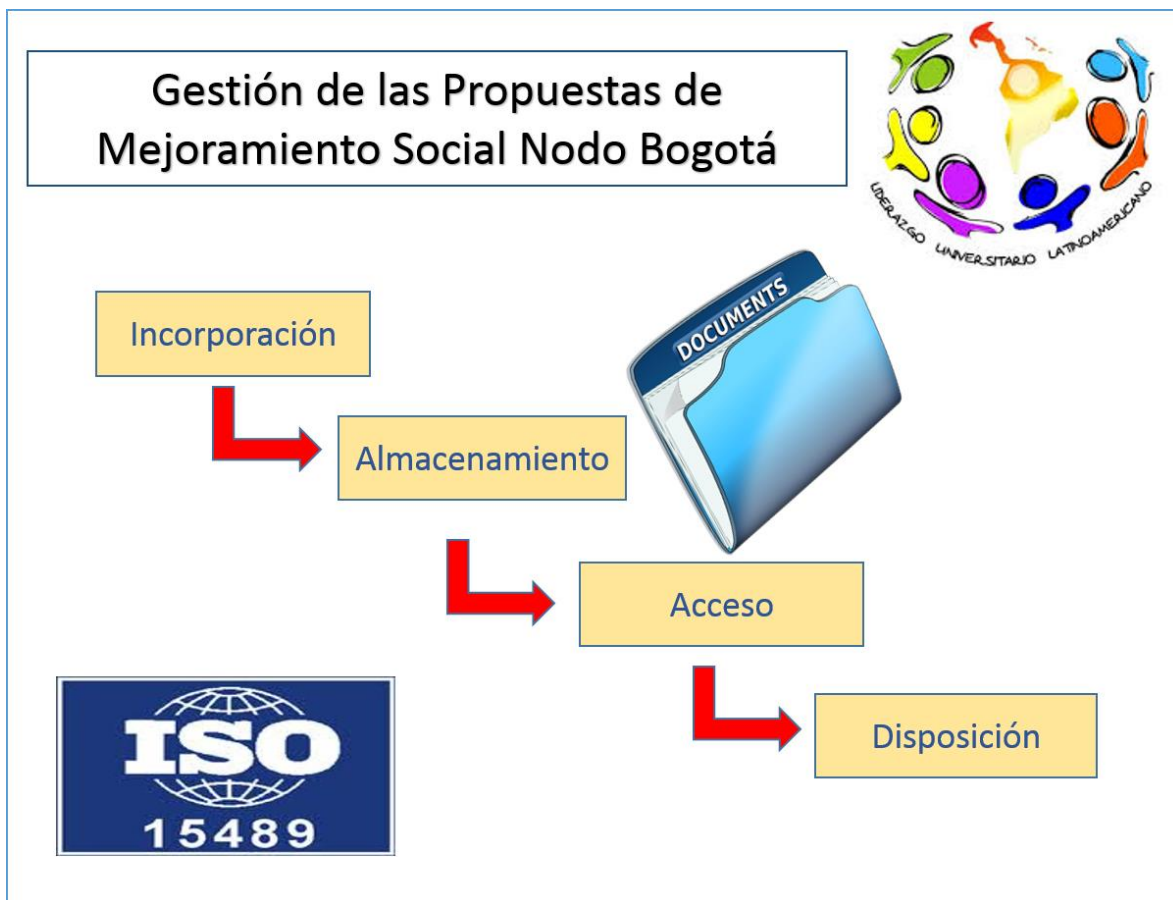 Gestión de las Propuestas de
Mejoramiento Social Nodo Bogotá
LIDERAZGO UNIVERSITARIO LATINOAMERICANO
Incorporación
DOCUMENTS
Almacenamiento
Acceso
Disposición
ISO
15489